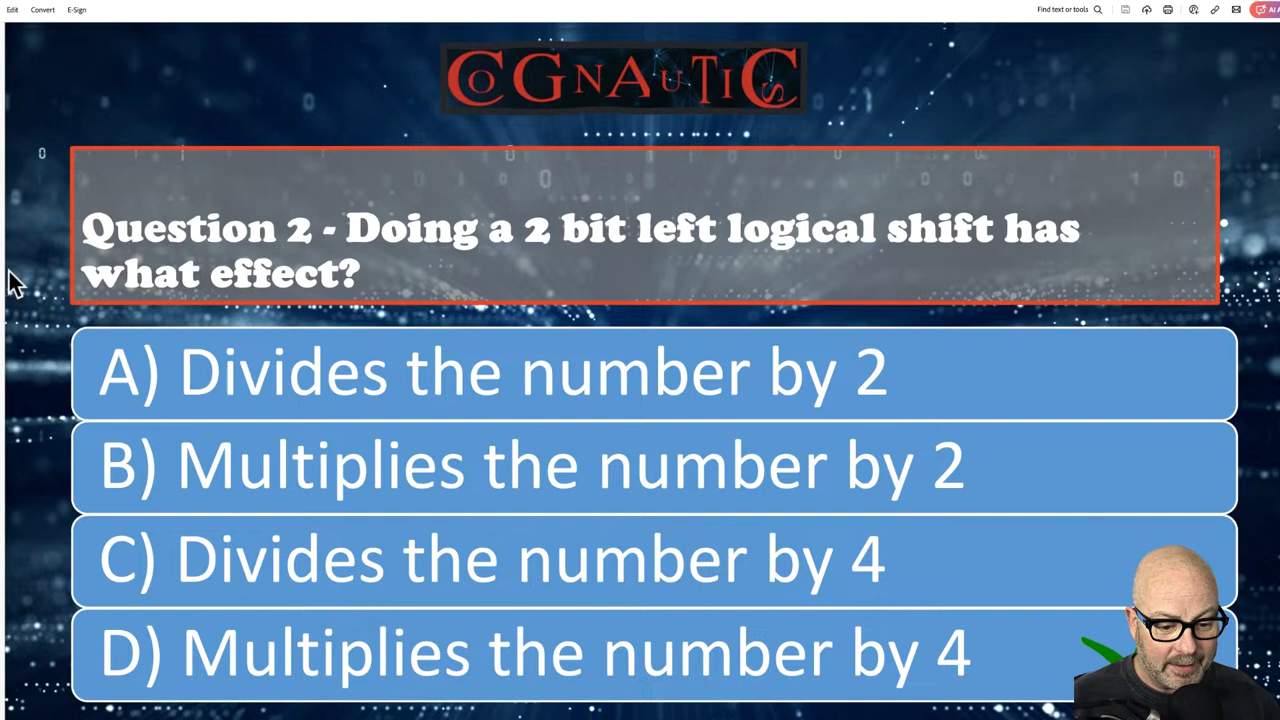 Edit Convert E-Sign Find text or tools
COGNAUTICS
Question 2 - Doing a 2 bit left logical shift has
what effect?
A) Divides the number by 2
B) Multiplies the number by 2
C) Divides the number by 4
D) Multiplies the number by 4